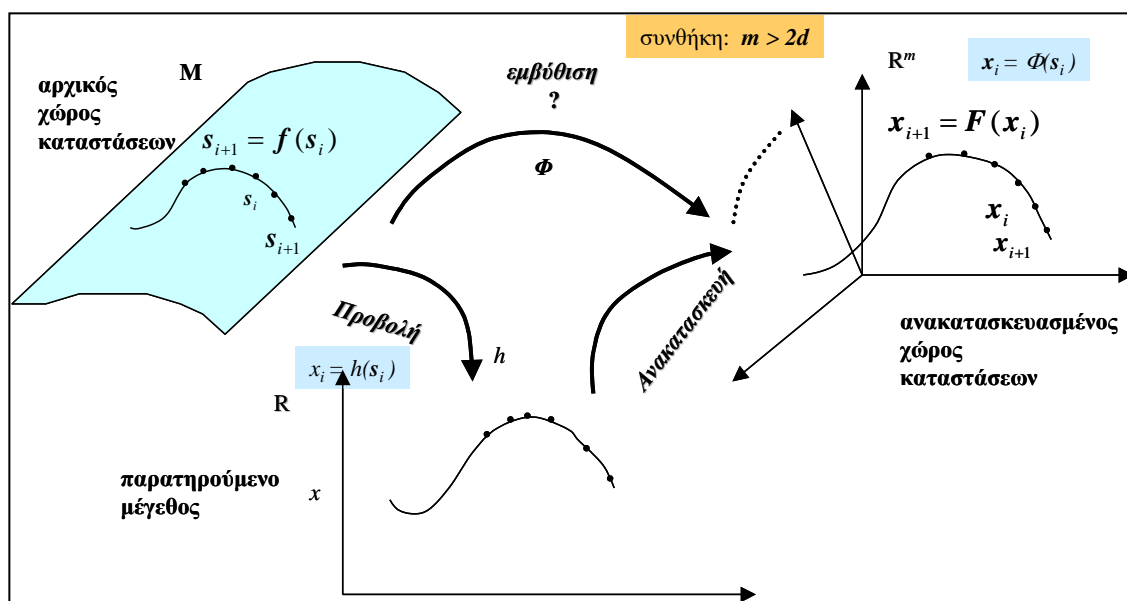 συνθήκη: m > 2d
M
αρχικός
χώρος
καταστάσεων
s_{i+1} = f(s_i)
s_i
s_{i+1}
εμβύθιση
?
Φ
R^m
x_i = Φ(s_i)
x_{i+1} = F(x_i)
x_i
x_{i+1}
ανακατασκευασμένος
χώρος
καταστάσεων
Προβολή
h
Ανακατασκευή
x_i = h(s_i)
R
παρατηρούμενο
μέγεθος
x